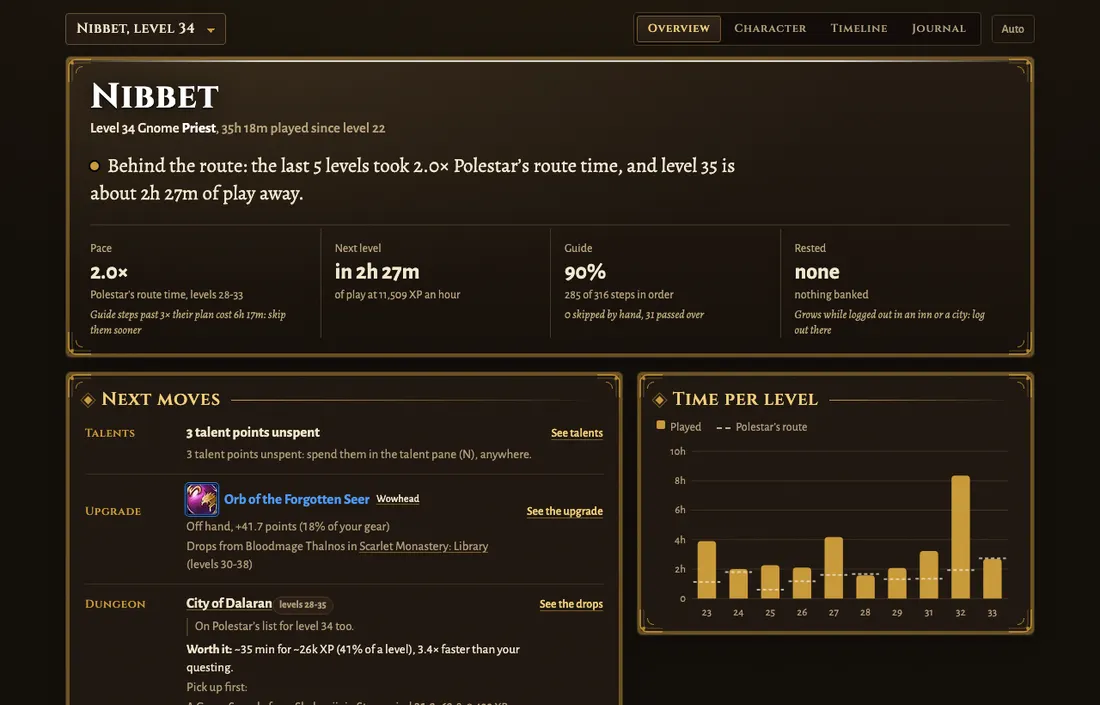 Nibbet, level 34
Overview
Character
Timeline
Journal
Auto
Nibbet
Level 34 Gnome Priest, 35h 18m played since level 22
Behind the route: the last 5 levels took 2.0× Polestar's route time, and level 35 is
about 2h 27m of play away.
Pace
2.0×
Polestar's route time, levels 28-33
Guide steps past 3× their plan cost 6h 17m: skip
them sooner
Next level
in 2h 27m
of play at 11,509 XP an hour
Guide
90%
285 of 316 steps in order
0 skipped by hand, 31 passed over
Rested
none
nothing banked
Grows while logged out in an inn or a city: log
out there
Next moves
Talents
3 talent points unspent
See talents
3 talent points unspent: spend them in the talent pane (N), anywhere.
Upgrade
Orb of the Forgotten Seer Wowhead
See the upgrade
Off hand, +41.7 points (18% of your gear)
Drops from Bloodmage Thalnos in Scarlet Monastery: Library
(levels 30-38)
Dungeon
City of Dalaran levels 28-35
See the drops
On Polestar's list for level 34 too.
Worth it: ~35 min for ~26k XP (41% of a level), 3.4× faster than your
questing.
Pick up first:
Time per level
Played
Polestar's route
10h
8h
6h
4h
2h
0
23 24 25 26 27 28 29 31 32 33